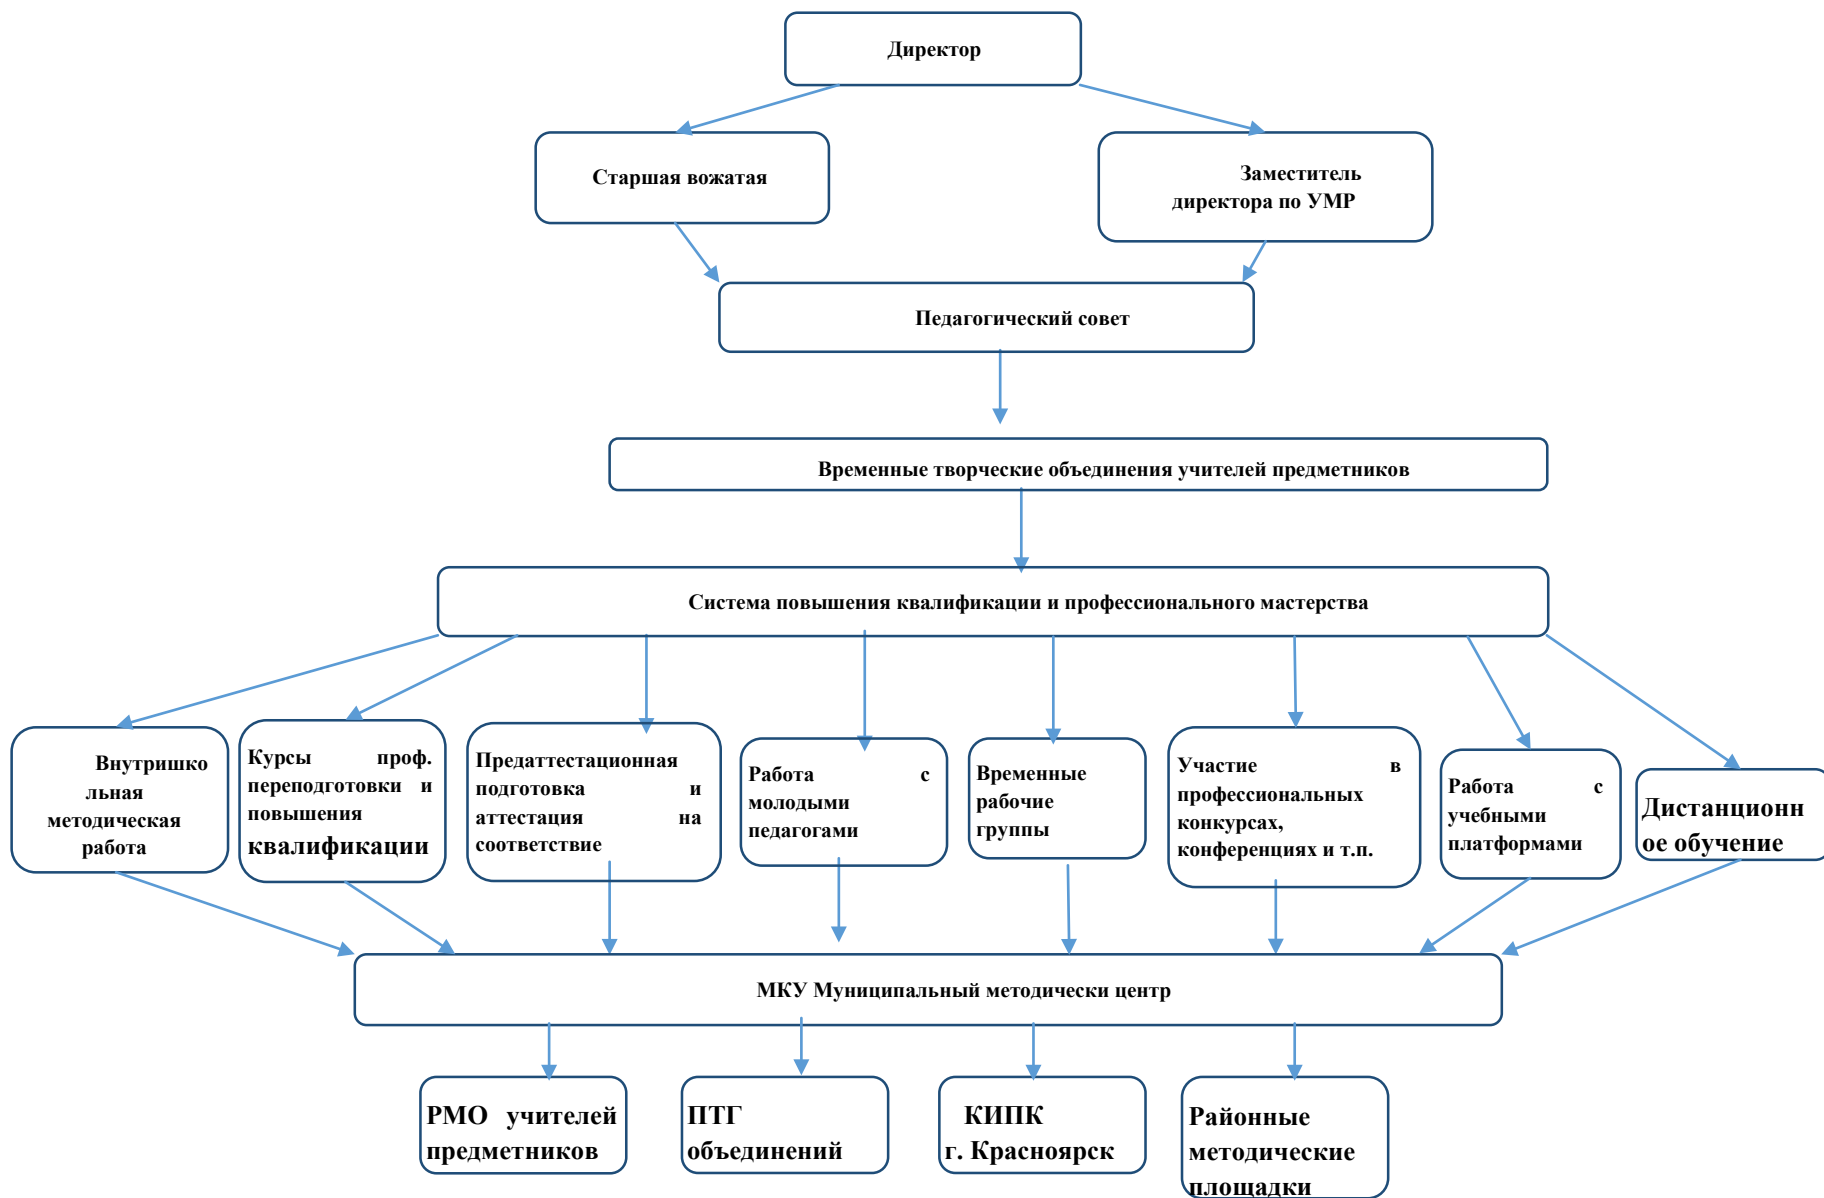 Директор
Старшая вожатая
Заместитель
директора по УМР
Педагогический совет
Временные творческие объединения учителей предметников
Система повышения квалификации и профессионального мастерства
Внутришко
льная
методическая
работа
Курсы проф.
переподготовки и
повышения
квалификации
Предаттестационная
подготовка и
аттестация на
соответствие
Работа с
молодыми
педагогами
Временные
рабочие
группы
Участие в
профессиональных
конкурсах,
конференциях и т.п.
Работа с
учебными
платформами
Дистанционн
ое обучение
МКУ Муниципальный методически центр
РМО учителей
предметников
ПТГ
объединений
КИПК
г. Красноярск
Районные
методические
площадки